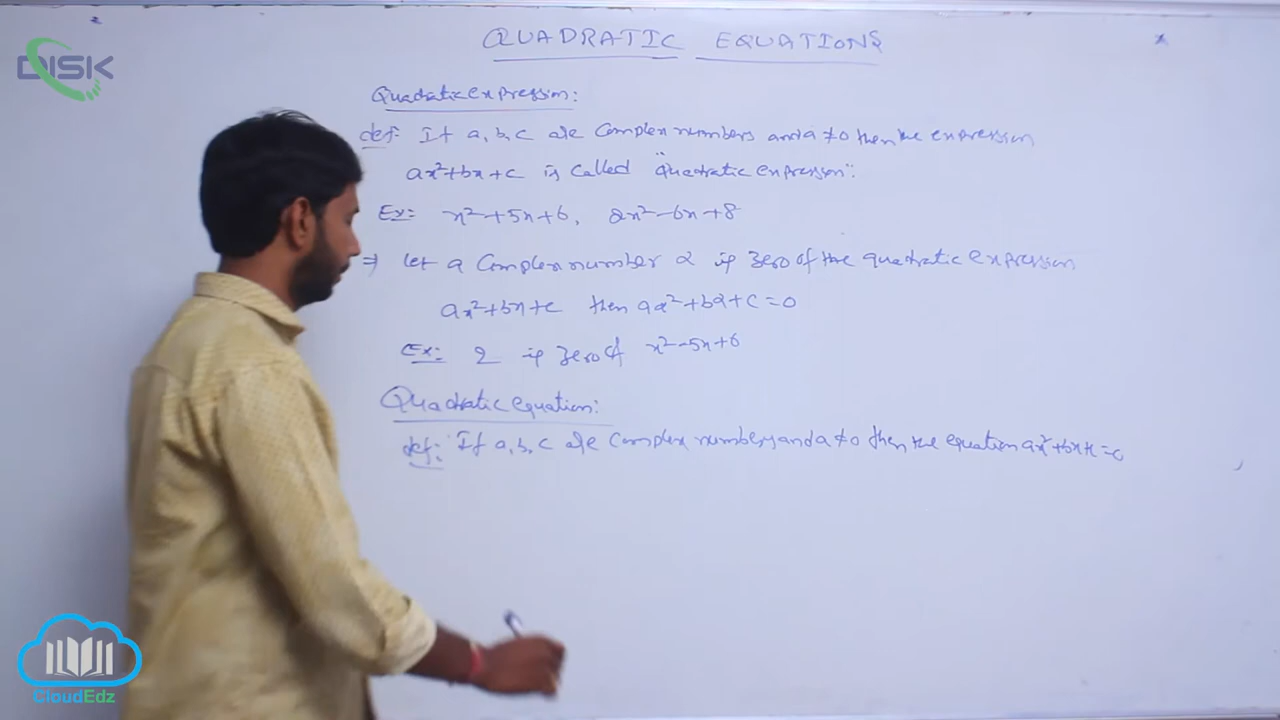 DISK
QUADRATIC EQUATIONS
Quadratic expression:
def: If a, b, c are Complex numbers and a ≠ 0 then the expression
ax²+bx+c is called "Quadratic expression".
Ex: x²+5x+6, 2x²-6x+8
⇒ let a Complex number α is zero of the quadratic expression
ax²+bx+c then aα²+bα+c=0
Ex: 2 is zero of x²-5x+6
Quadratic equation:
def: If a, b, c are Complex numbers and a ≠ 0 then the equation ax²+bx+c=0
CloudEdz